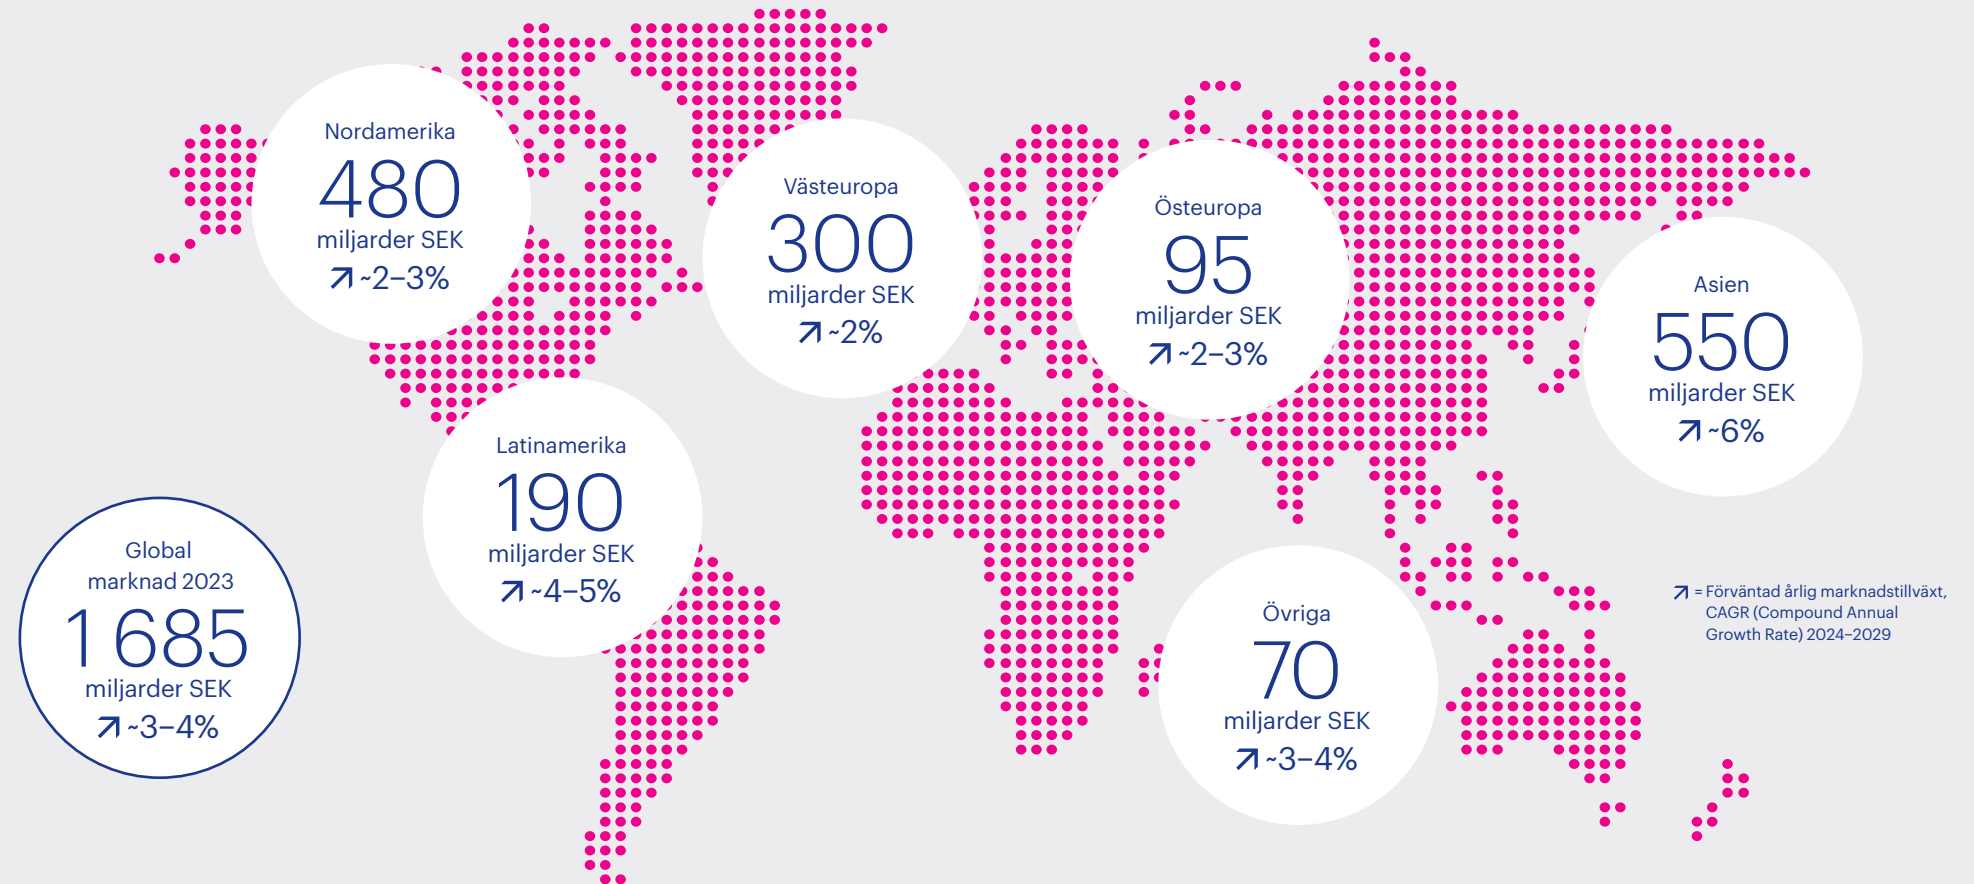 Nordamerika
480
miljarder SEK
↗ ~2–3%
Västeuropa
300
miljarder SEK
↗ ~2%
Östeuropa
95
miljarder SEK
↗ ~2–3%
Asien
550
miljarder SEK
↗ ~6%
Latinamerika
190
miljarder SEK
↗ ~4–5%
Global
marknad 2023
1 685
miljarder SEK
↗ ~3–4%
Övriga
70
miljarder SEK
↗ ~3–4%
↗ = Förväntad årlig marknadstillväxt,
CAGR (Compound Annual
Growth Rate) 2024–2029